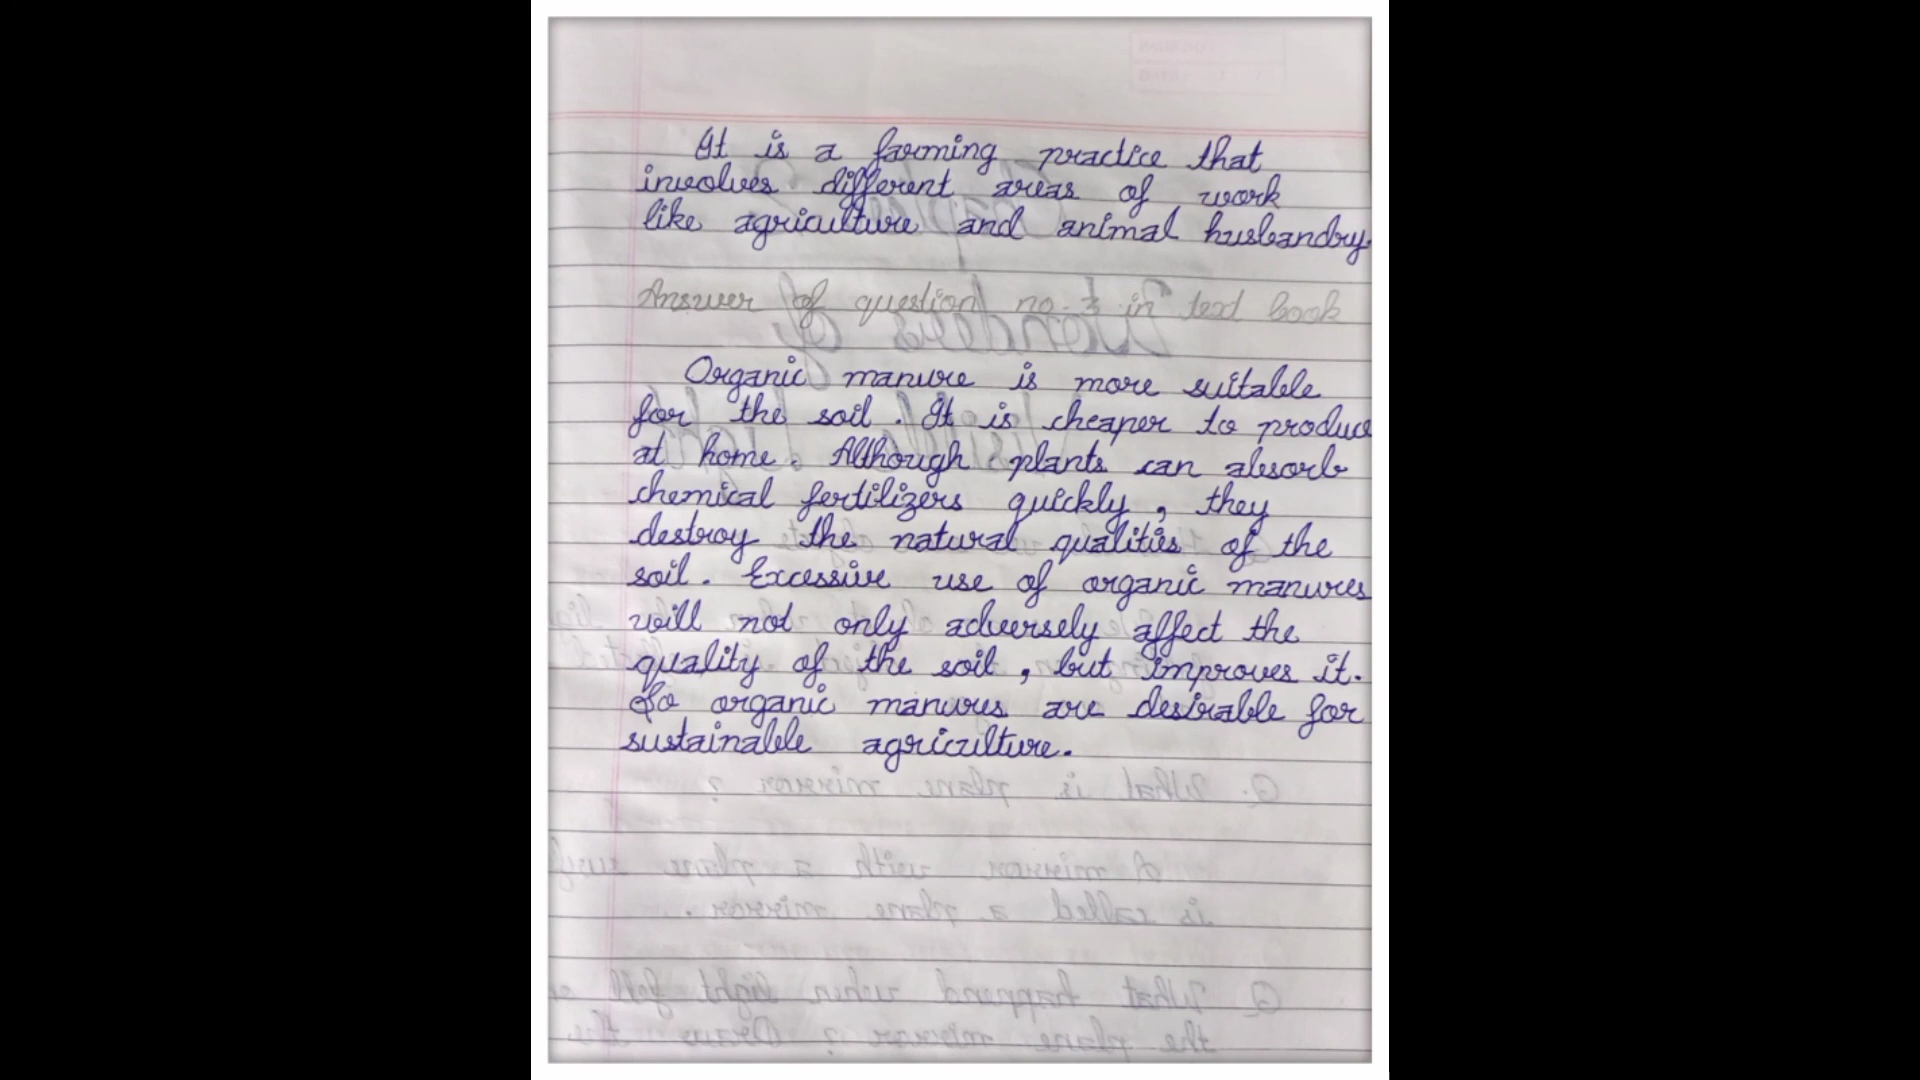 It is a farming practice that
involves different areas of work
like agriculture and animal husbandry.
Answer of question no-3 in text book
Organic manure is more suitable
for the soil. It is cheaper to produce
at home. Although plants can absorb
chemical fertilizers quickly, they
destroy the natural qualities of the
soil. Excessive use of organic manures
will not only adversely affect the
quality of the soil, but improves it.
So organic manures are desirable for
sustainable agriculture.